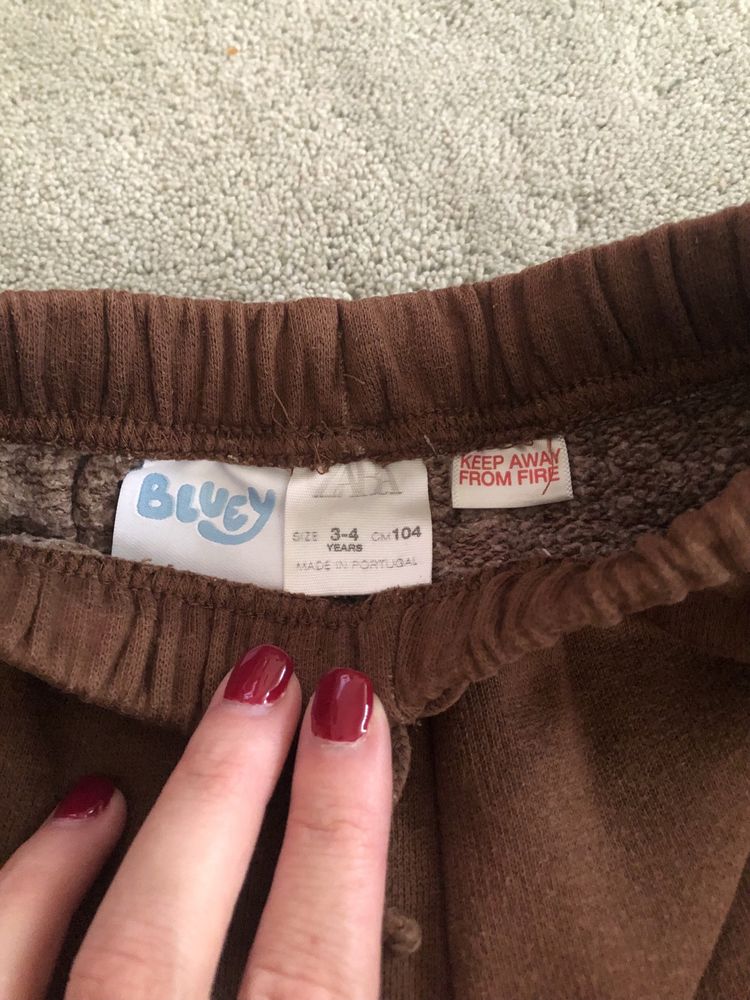 BLUEY
ZARA
SIZE 3-4 CM 104
YEARS
MADE IN PORTUGAL
KEEP AWAY
FROM FIRE